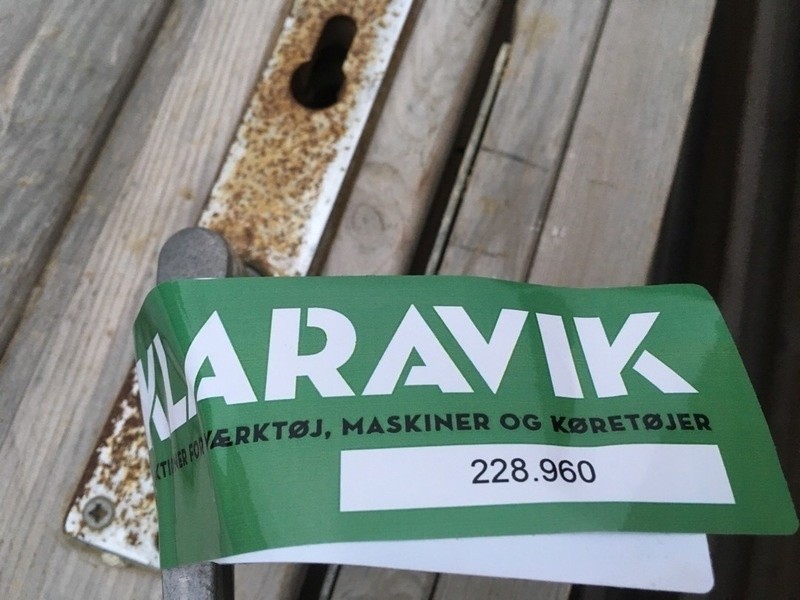 KLARAVIK
VÆRKTØJ, MASKINER OG KØRETØJER
228.960